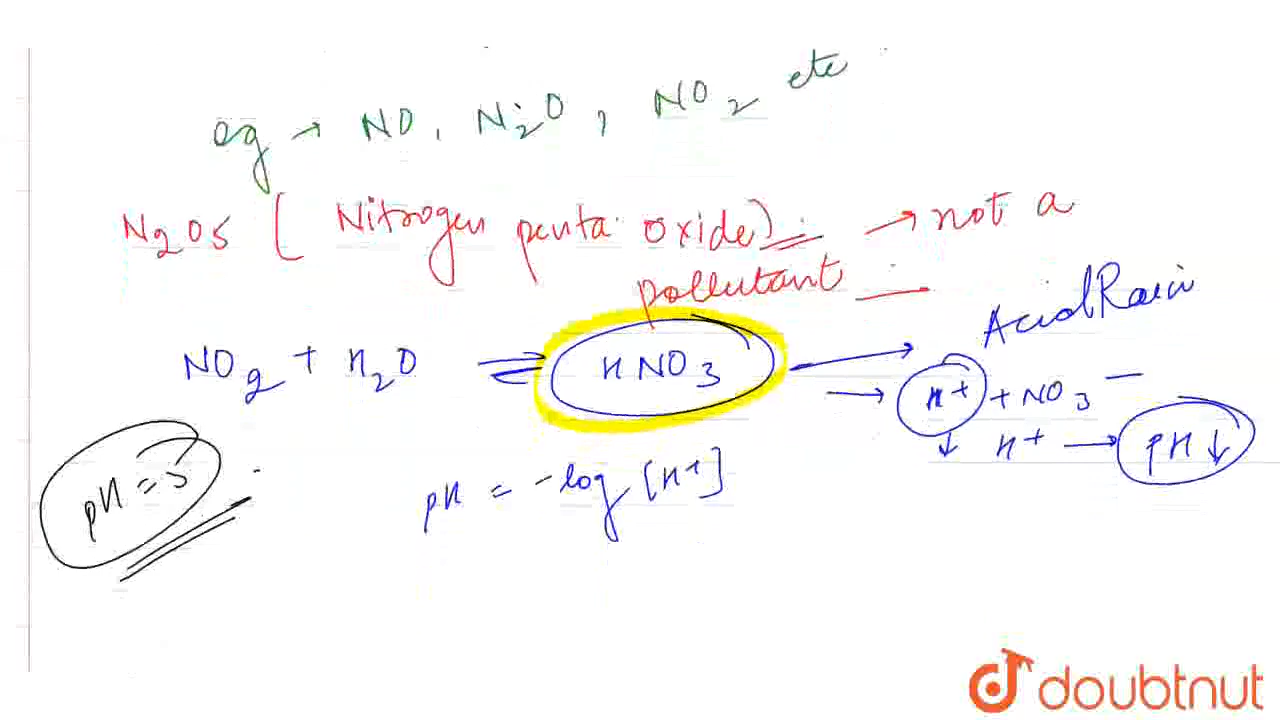 eg → NO, N2O, NO2 etc
N2O5 (Nitrogen penta oxide) → not a
pollutant
Acid Rain
NO2 + H2O ⇌ HNO3 →
→ H+ + NO3−
↓ H+ → pH↓
pH = 5
pH = -log [H+]
doubtnut